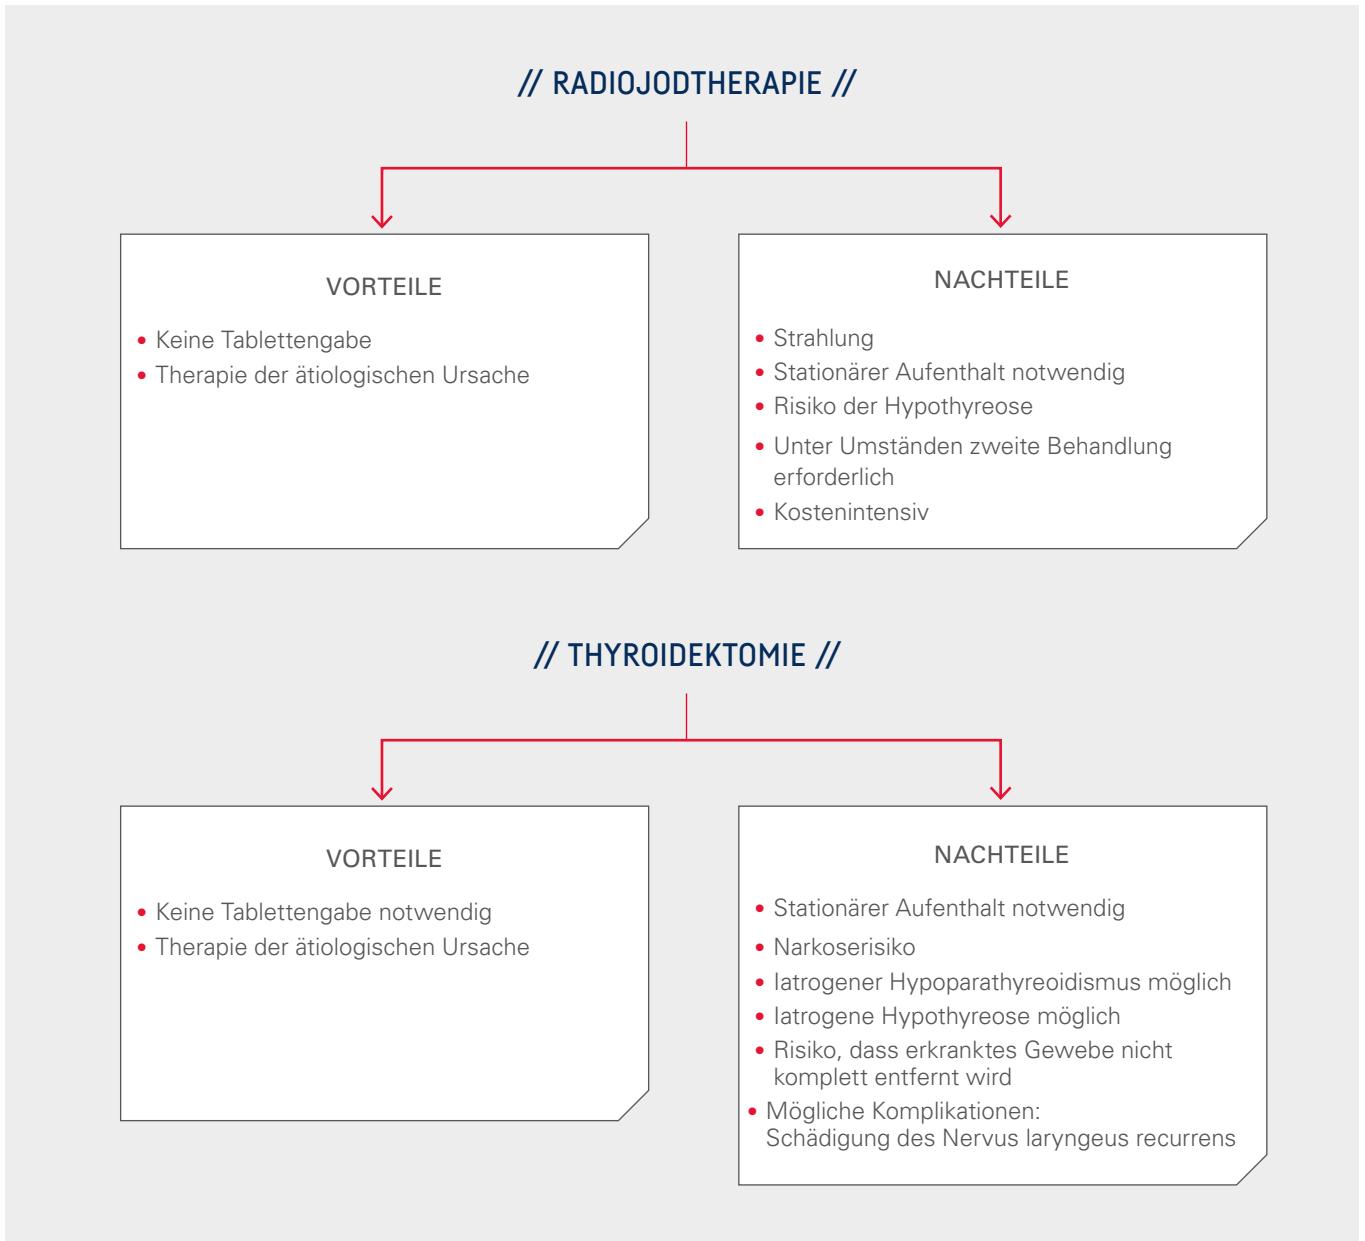 // RADIOJODTHERAPIE //
VORTEILE
• Keine Tablettengabe
• Therapie der ätiologischen Ursache
NACHTEILE
• Strahlung
• Stationärer Aufenthalt notwendig
• Risiko der Hypothyreose
• Unter Umständen zweite Behandlung
erforderlich
• Kostenintensiv
// THYROIDEKTOMIE //
VORTEILE
• Keine Tablettengabe notwendig
• Therapie der ätiologischen Ursache
NACHTEILE
• Stationärer Aufenthalt notwendig
• Narkoserisiko
• Iatrogener Hypoparathyreoidismus möglich
• Iatrogene Hypothyreose möglich
• Risiko, dass erkranktes Gewebe nicht
komplett entfernt wird
• Mögliche Komplikationen:
Schädigung des Nervus laryngeus recurrens